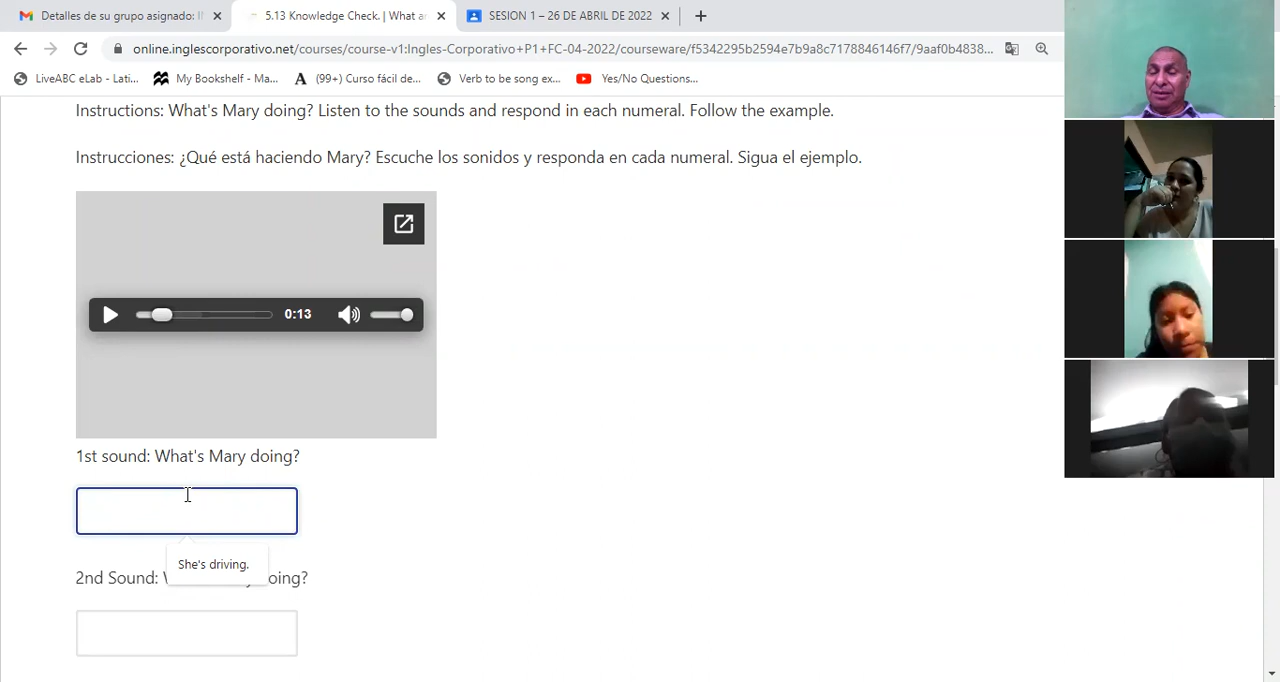 Detalles de su grupo asignado: I
5.13 Knowledge Check. | What a
SESION 1 – 26 DE ABRIL DE 2022
online.inglescorporativo.net/courses/course-v1:Ingles-Corporativo+P1+FC-04-2022/courseware/f5342295b2594e7b9a8c7178846146f7/9aaf0b4838...
LiveABC eLab - Lati...
My Bookshelf - Ma...
(99+) Curso fácil de...
Verb to be song ex...
Yes/No Questions...
Instructions: What's Mary doing? Listen to the sounds and respond in each numeral. Follow the example.
Instrucciones: ¿Qué está haciendo Mary? Escuche los sonidos y responda en cada numeral. Siga el ejemplo.
0:13
1st sound: What's Mary doing?
She's driving.
2nd Sound: oing?